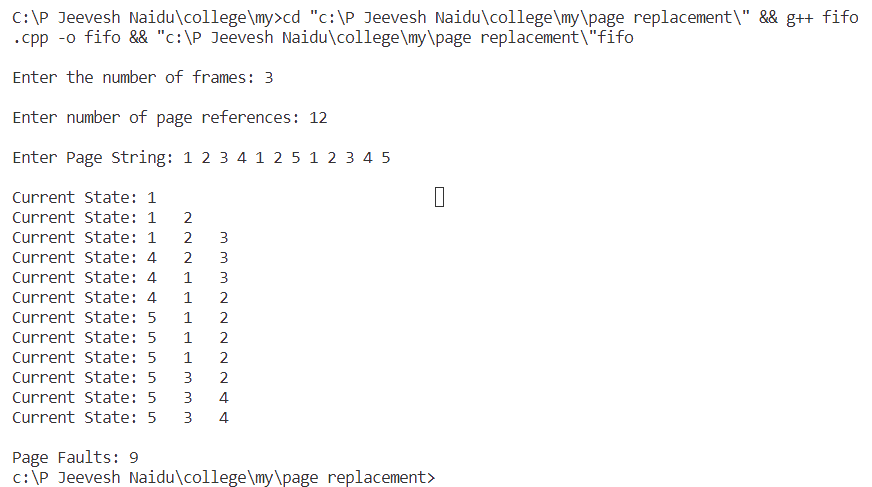 C:\P Jeevesh Naidu\college\my>cd "c:\P Jeevesh Naidu\college\my\page replacement\" && g++ fifo
.cpp -o fifo && "c:\P Jeevesh Naidu\college\my\page replacement\"fifo
Enter the number of frames: 3
Enter number of page references: 12
Enter Page String: 1 2 3 4 1 2 5 1 2 3 4 5
Current State: 1
Current State: 1   2
Current State: 1   2   3
Current State: 4   2   3
Current State: 4   1   3
Current State: 4   1   2
Current State: 5   1   2
Current State: 5   1   2
Current State: 5   1   2
Current State: 5   3   2
Current State: 5   3   4
Current State: 5   3   4
Page Faults: 9
c:\P Jeevesh Naidu\college\my\page replacement>